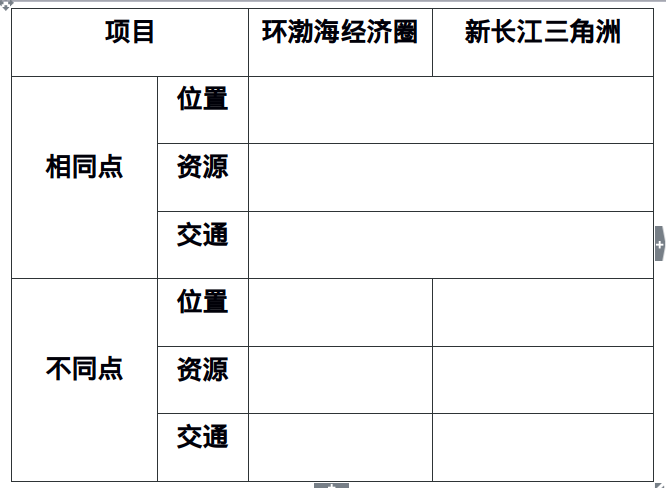 项目 环渤海经济圈 新长江三角洲
相同点
位置
资源
交通
不同点
位置
资源
交通